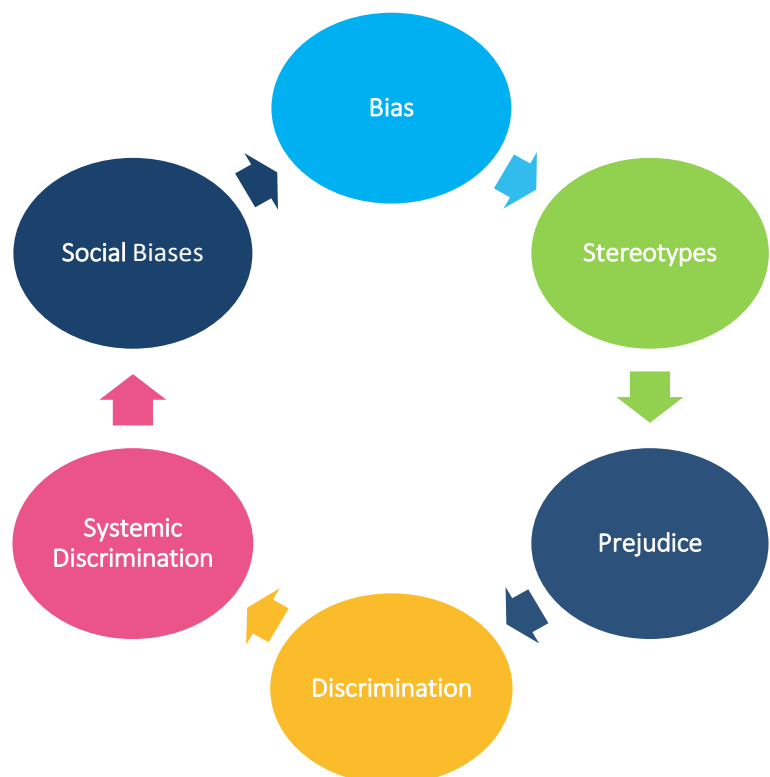 Bias
Stereotypes
Prejudice
Discrimination
Systemic
Discrimination
Social Biases